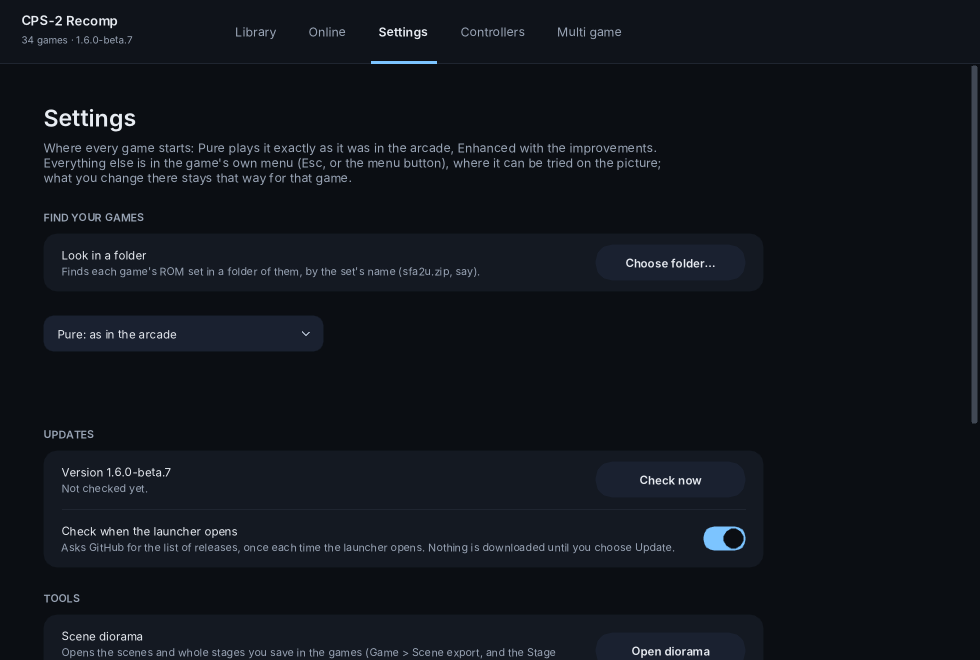 CPS-2 Recomp
34 games · 1.6.0-beta.7
Library
Online
Settings
Controllers
Multi game
Settings
Where every game starts: Pure plays it exactly as it was in the arcade, Enhanced with the improvements.
Everything else is in the game's own menu (Esc, or the menu button), where it can be tried on the picture;
what you change there stays that way for that game.
FIND YOUR GAMES
Look in a folder
Finds each game's ROM set in a folder of them, by the set's name (sfa2u.zip, say).
Choose folder...
Pure: as in the arcade
UPDATES
Version 1.6.0-beta.7
Not checked yet.
Check now
Check when the launcher opens
Asks GitHub for the list of releases, once each time the launcher opens. Nothing is downloaded until you choose Update.
TOOLS
Scene diorama
Opens the scenes and whole stages you save in the games (Game > Scene export, and the Stage
Open diorama